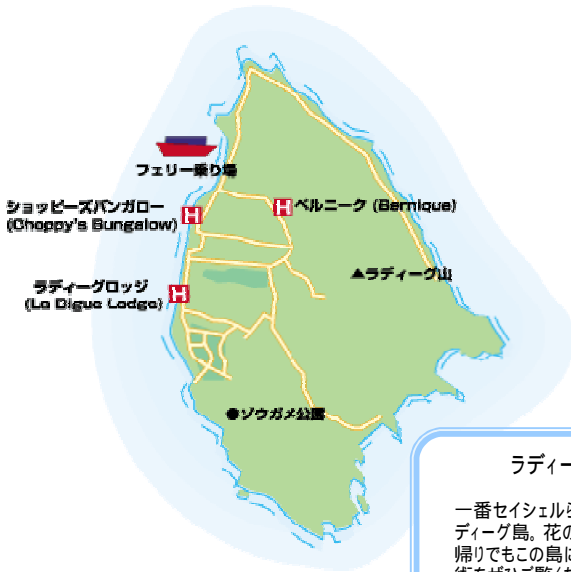 フェリー乗り場
ショッピーズバンガロー
(Choppy's Bungalow)
H
H
ベルニーク (Bernique)
ラディーグロッジ
(La Digue Lodge)
H
▲ラディーグ山
●ゾウガメ公園
ラディー
一番セイシェルら
ディーグ島。花の
帰りでもこの島に